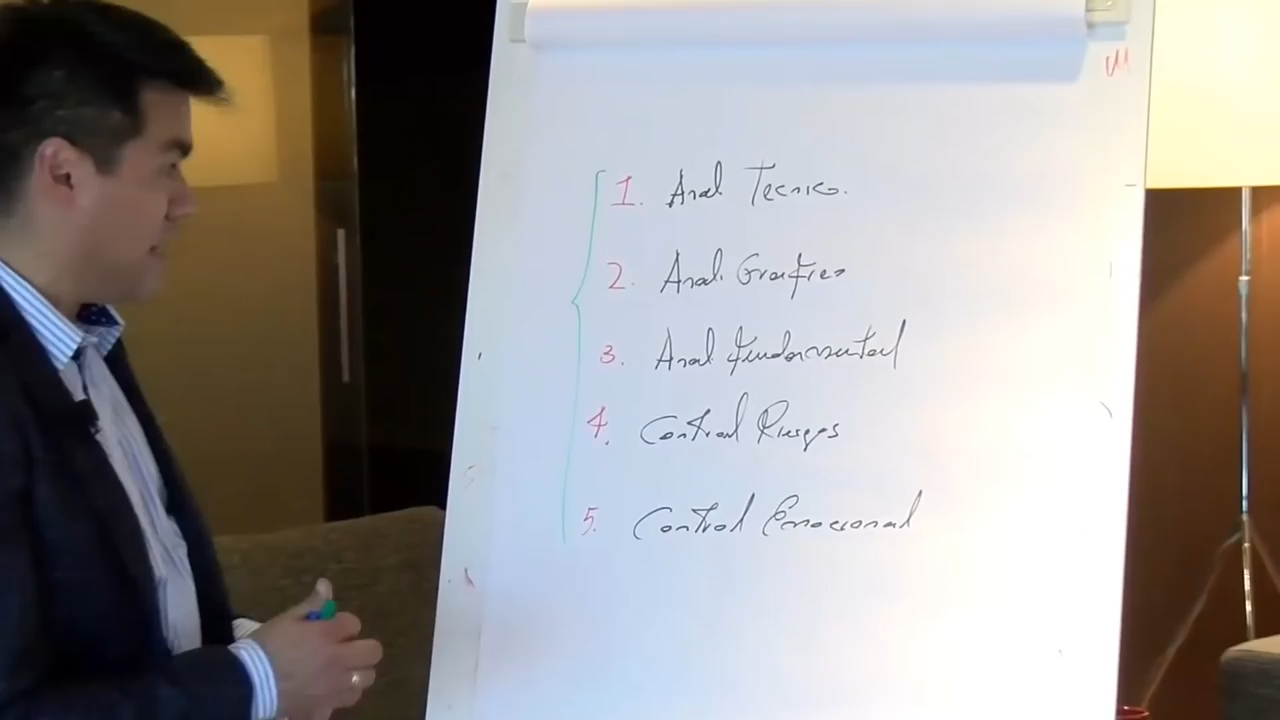 1. Anal Tecnico.
2. Anal. Grafico
3. Anal. fundamental
4. Control Riesgos
5. Control Emocional